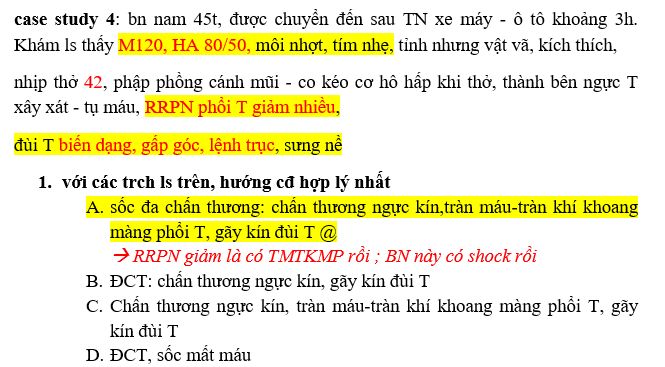 case study 4: bn nam 45t, được chuyển đến sau TN xe máy - ô tô khoảng 3h.
Khám ls thấy M120, HA 80/50, môi nhợt, tím nhẹ, tỉnh nhưng vật vã, kích thích,
nhịp thở 42, phập phồng cánh mũi - co kéo cơ hô hấp khi thở, thành bên ngực T
xây xát - tụ máu, RRPN phổi T giảm nhiều,
đùi T biến dạng, gấp góc, lệnh trục, sưng nề
1. với các trch ls trên, hướng cđ hợp lý nhất
A. sốc đa chấn thương: chấn thương ngực kín,tràn máu-tràn khí khoang
màng phổi T, gãy kín đùi T @
→ RRPN giảm là có TMTKMP rồi ; BN này có shock rồi
B. ĐCT: chấn thương ngực kín, gãy kín đùi T
C. Chấn thương ngực kín, tràn máu-tràn khí khoang màng phổi T, gãy
kín đùi T
D. ĐCT, sốc mất máu